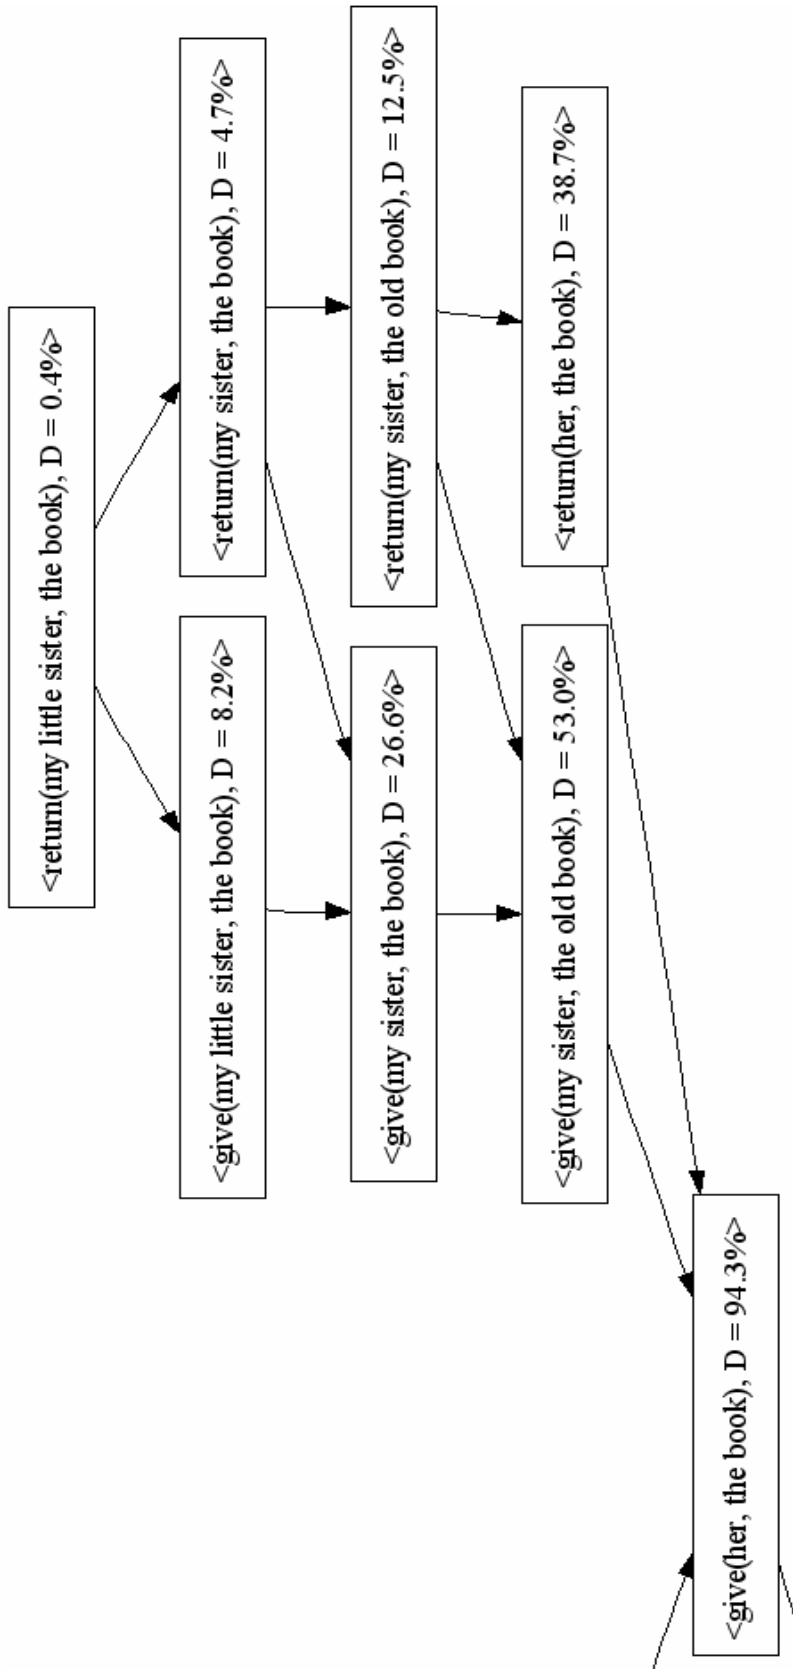 <return(my little sister, the book), D = 0.4%>
<give(my little sister, the book), D = 8.2%>
<return(my sister, the book), D = 4.7%>
<give(my sister, the book), D = 26.6%>
<return(my sister, the old book), D = 12.5%>
<give(my sister, the old book), D = 53.0%>
<return(her, the book), D = 38.7%>
<give(her, the book), D = 94.3%>